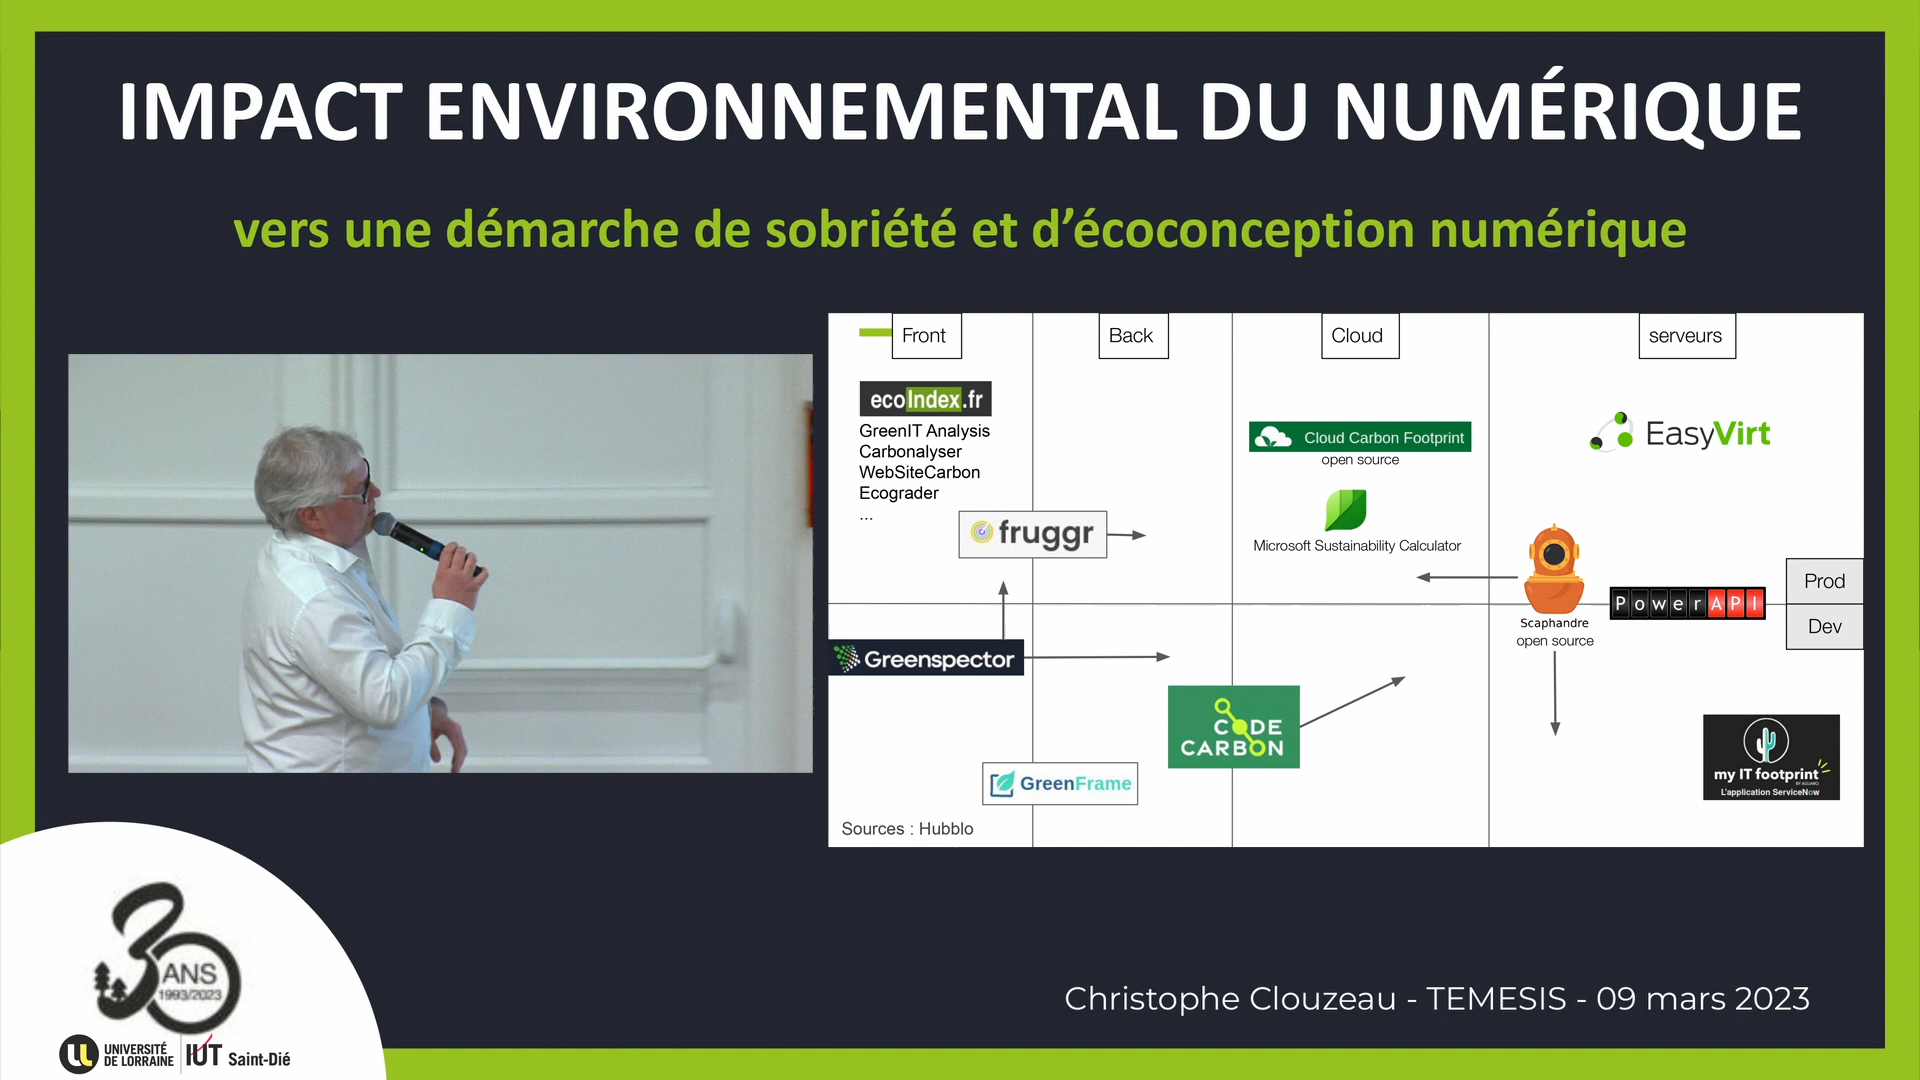 IMPACT ENVIRONNEMENTAL DU NUMÉRIQUE
vers une démarche de sobriété et d’écoconception numérique
Front
Back
Cloud
serveurs
ecoIndex.fr
GreenIT Analysis
Carbonalyser
WebSiteCarbon
Ecograder
...
fruggr
Cloud Carbon Footprint
open source
Microsoft Sustainability Calculator
EasyVirt
Scaphandre
open source
PowerAPI
Prod
Dev
Greenspector
CODE
CARBON
GreenFrame
my IT footprint
BY AGUARO
L'application ServiceNow
Sources : Hubblo
30
ANS
1993/2023
UNIVERSITÉ
DE LORRAINE
IUT Saint-Dié
Christophe Clouzeau - TEMESIS - 09 mars 2023